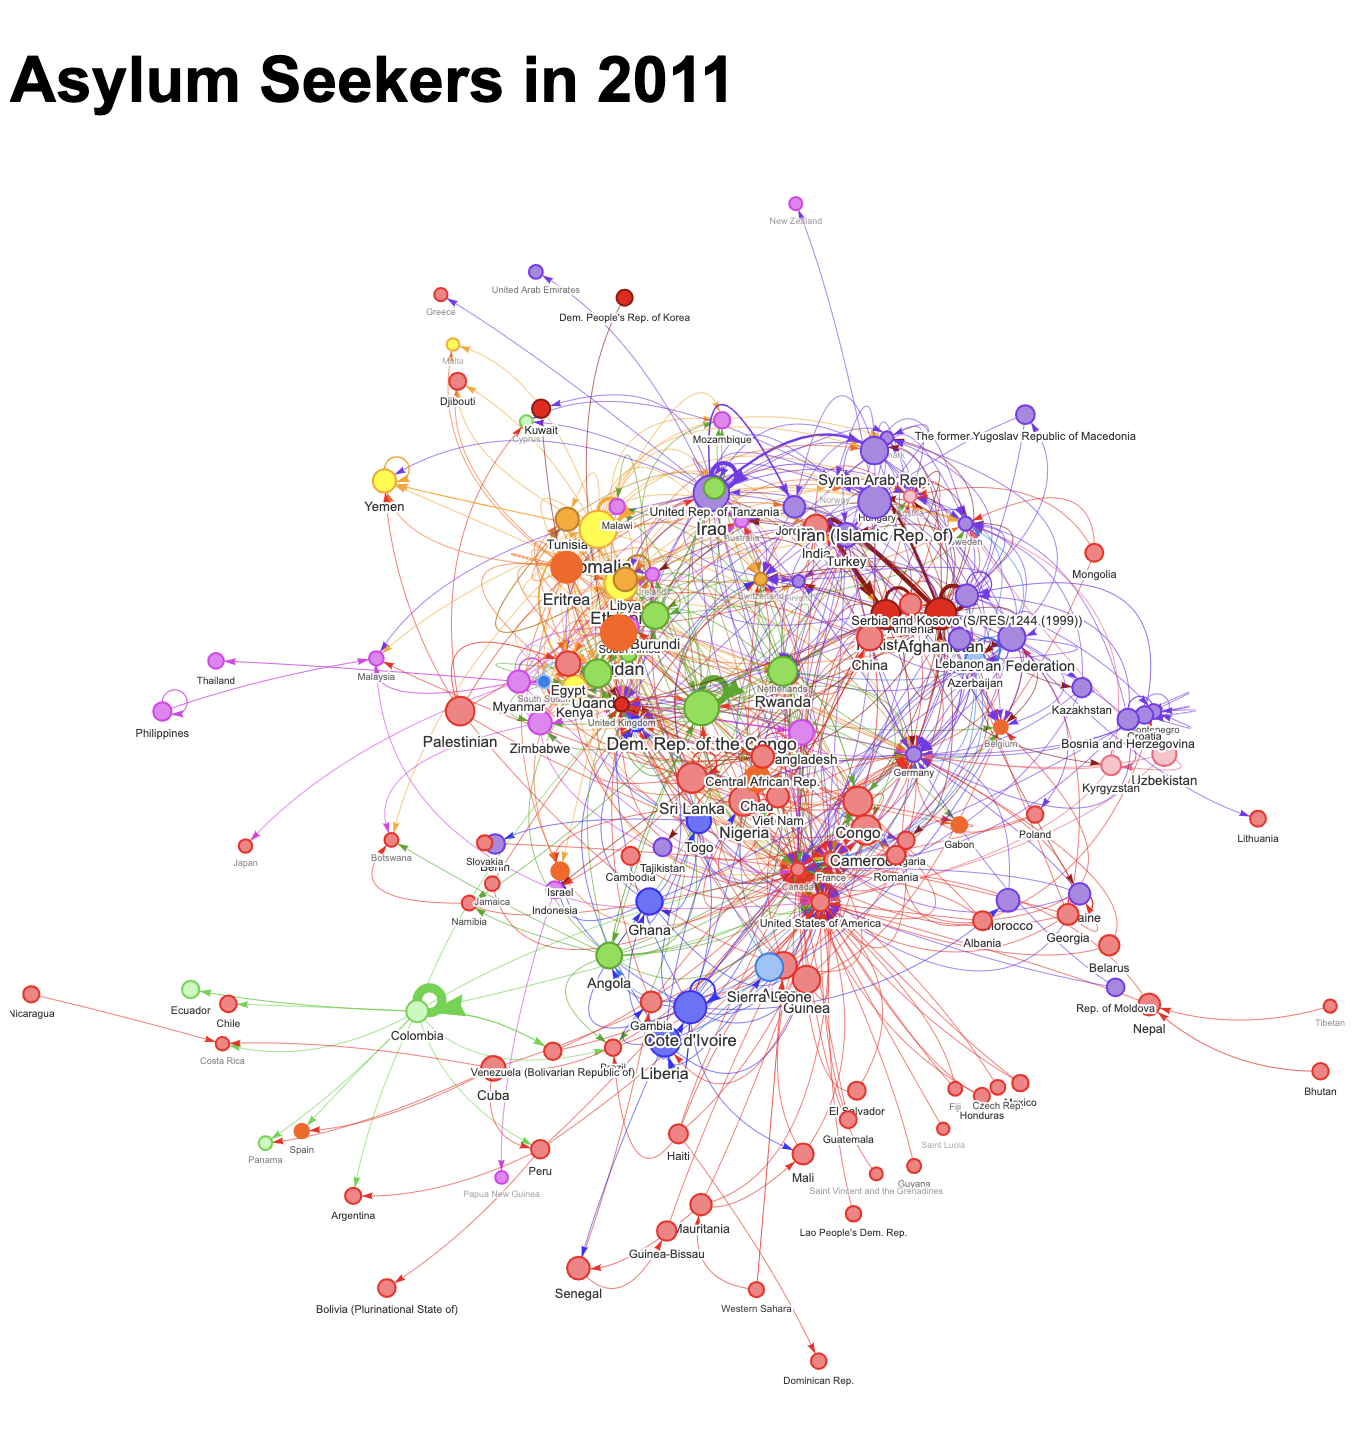 Asylum Seekers in 2011
New Zealand
United Arab Emirates
Greece
Dem. People's Rep. of Korea
Malta
Djibouti
Kuwait
Cyprus
Mozambique
The former Yugoslav Republic of Macedonia
Syrian Arab Rep.
Yemen
Norway
United Rep. of Tanzania
Malawi
Hungary
Iraq
Jordan
Iran (Islamic Rep. of)
Australia
Sweden
Tunisia
India
Turkey
Mongolia
Somalia
Eritrea
Ireland
Switzerland
Libya
Serbia and Kosovo (S/RES/1244 (1999))
Armenia
Burundi
Afghanistan
China
Lebanon
Russian Federation
Sudan
Thailand
Malaysia
Azerbaijan
Egypt
Netherlands
South Sudan
Rwanda
Uganda
Myanmar
Kenya
Kazakhstan
United Kingdom
Philippines
Palestinian
Zimbabwe
Dem. Rep. of the Congo
Belgium
Montenegro
Croatia
Bosnia and Herzegovina
Bangladesh
Germany
Central African Rep.
Uzbekistan
Kyrgyzstan
Chad
Sri Lanka
Viet Nam
Nigeria
Congo
Poland
Lithuania
Togo
Gabon
Japan
Botswana
Slovakia
Benin
Tajikistan
Cameroon
Cambodia
France
Romania
Canada
Israel
Jamaica
Indonesia
Namibia
Ghana
United States of America
Morocco
Ukraine
Georgia
Albania
Belarus
Angola
Sierra Leone
Guinea
Rep. of Moldova
Nicaragua
Ecuador
Chile
Colombia
Gambia
Nepal
Tibetan
Cote d'Ivoire
Costa Rica
Brazil
Venezuela (Bolivarian Republic of)
Liberia
Cuba
Bhutan
El Salvador
Fiji
Czech Rep.
Mexico
Honduras
Guatemala
Saint Lucia
Spain
Panama
Haiti
Peru
Mali
Guyana
Papua New Guinea
Saint Vincent and the Grenadines
Argentina
Mauritania
Lao People's Dem. Rep.
Guinea-Bissau
Senegal
Bolivia (Plurinational State of)
Western Sahara
Dominican Rep.